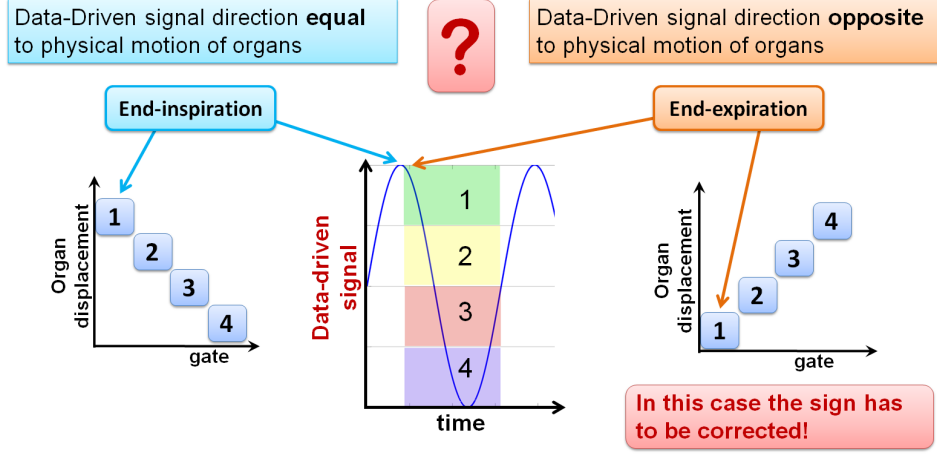 Data-Driven signal direction equal
to physical motion of organs
?
Data-Driven signal direction opposite
to physical motion of organs
End-inspiration
End-expiration
Organ
displacement
1
2
3
4
gate
Data-driven
signal
1
2
3
4
time
Organ
displacement
4
3
2
1
gate
In this case the sign has
to be corrected!